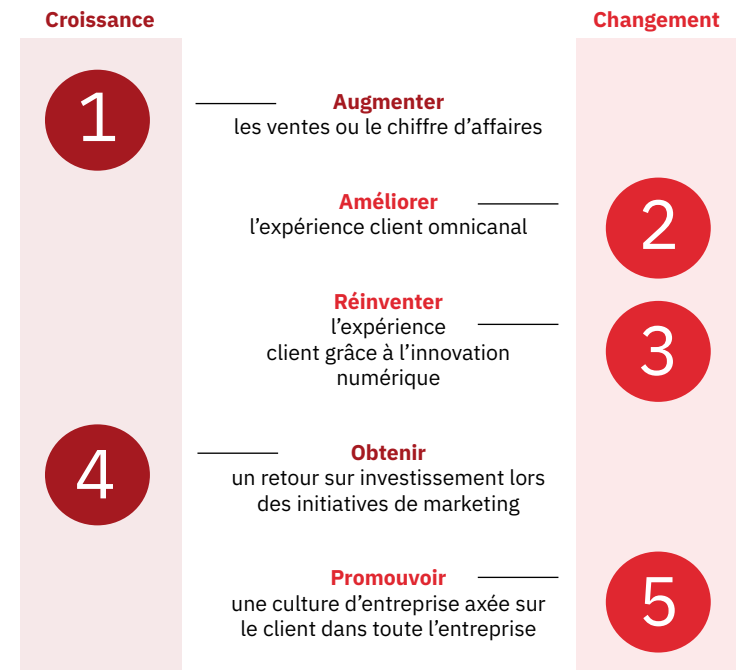 Croissance
Changement
1
Augmenter
les ventes ou le chiffre d’affaires
Améliorer
l’expérience client omnicanal
2
Réinventer
l’expérience
client grâce à l’innovation
numérique
3
4
Obtenir
un retour sur investissement lors
des initiatives de marketing
Promouvoir
une culture d’entreprise axée sur
le client dans toute l’entreprise
5